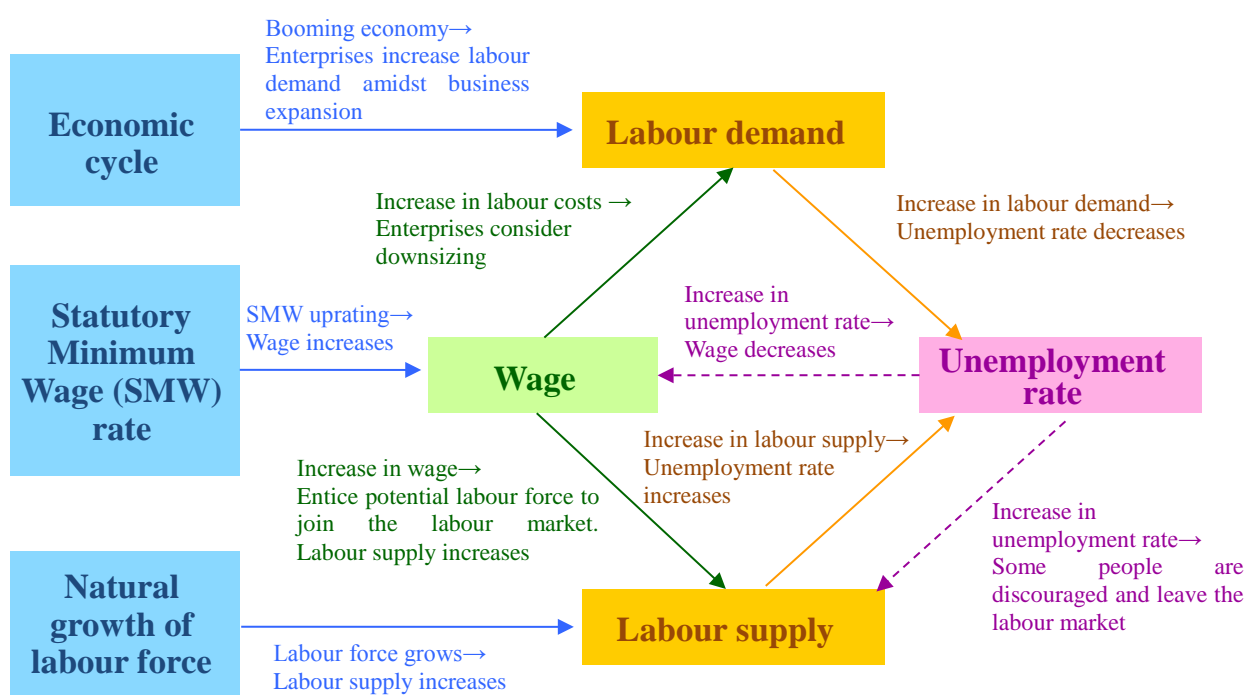 Booming economy→
Enterprises increase labour
demand amidst business
expansion
Economic
cycle
Labour demand
Increase in labour costs →
Enterprises consider
downsizing
Increase in labour demand→
Unemployment rate decreases
Statutory
Minimum
Wage (SMW)
rate
SMW uprating→
Wage increases
Increase in
unemployment rate→
Wage decreases
Wage
Unemployment
rate
Increase in wage→
Entice potential labour force to
join the labour market.
Labour supply increases
Increase in labour supply→
Unemployment rate
increases
Increase in
unemployment rate→
Some people are
discouraged and leave the
labour market
Natural
growth of
labour force
Labour supply
Labour force grows→
Labour supply increases